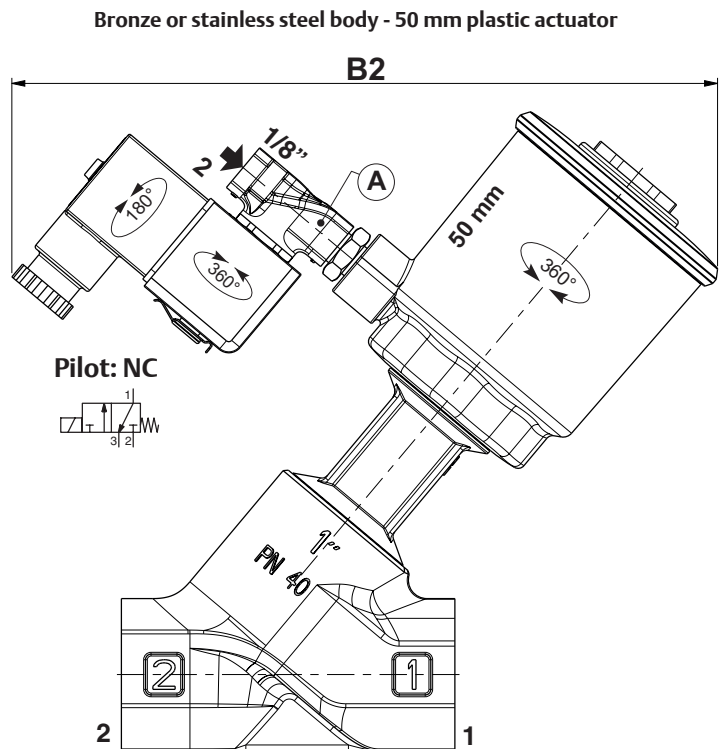 Bronze or stainless steel body - 50 mm plastic actuator
B2
2
1/8”
A
180°
360°
50 mm
360°
Pilot: NC
1
3 2
1”
PN 40
2
1
2
1